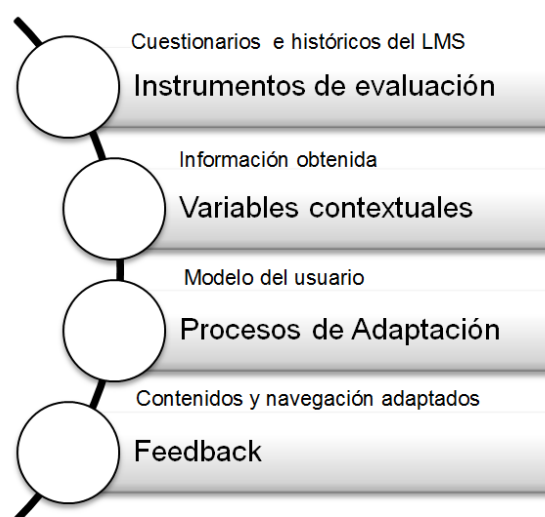 Cuestionarios e históricos del LMS
Instrumentos de evaluación
Información obtenida
Variables contextuales
Modelo del usuario
Procesos de Adaptación
Contenidos y navegación adaptados
Feedback